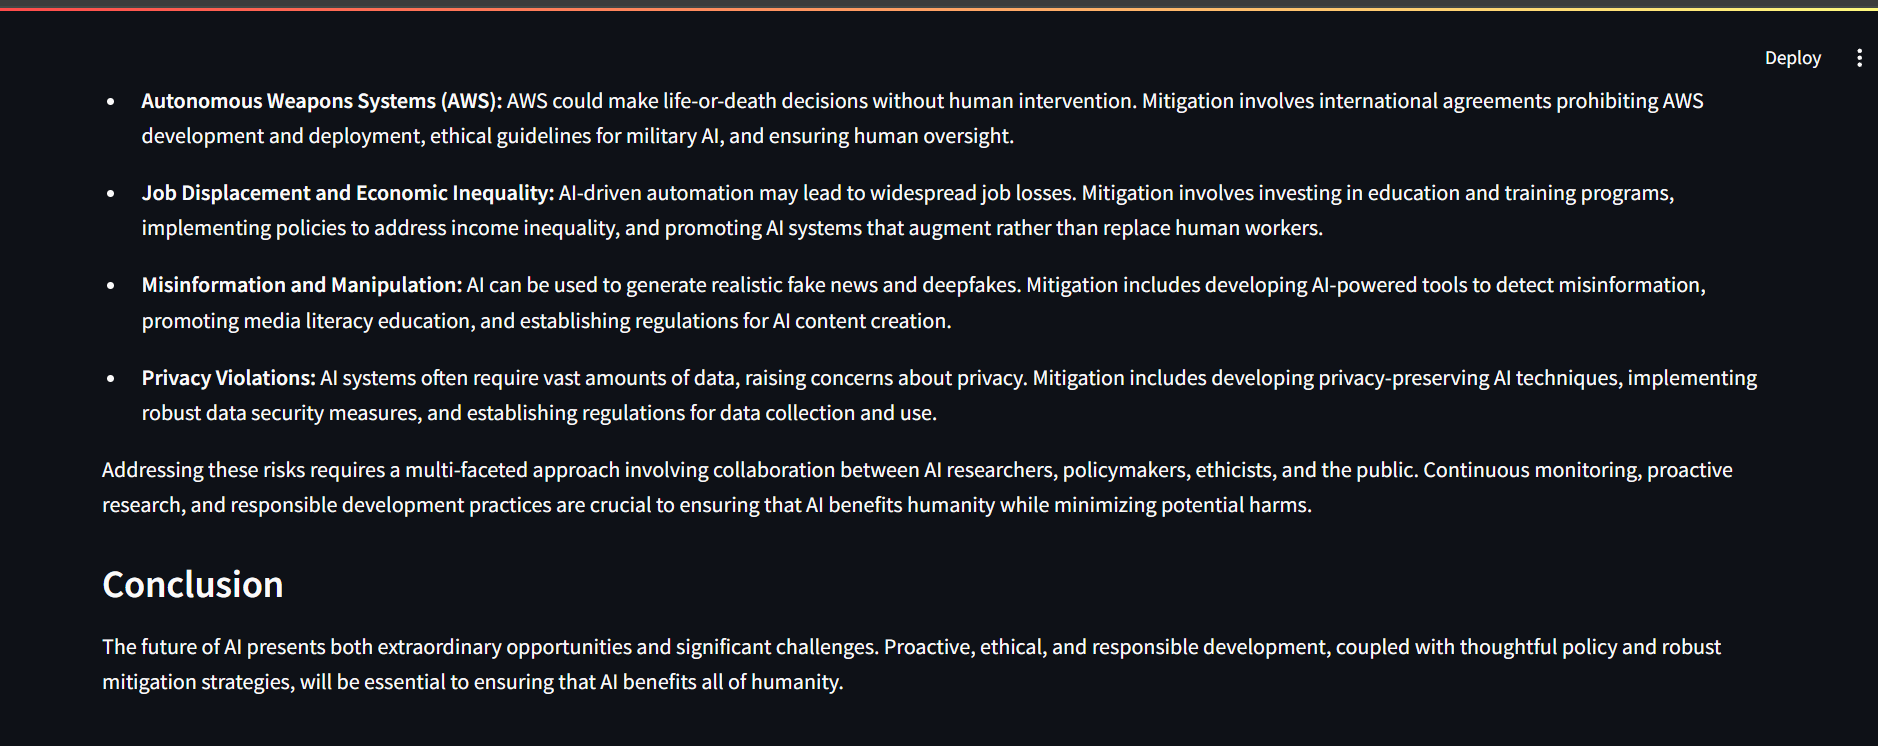 Deploy
Autonomous Weapons Systems (AWS): AWS could make life-or-death decisions without human intervention. Mitigation involves international agreements prohibiting AWS
development and deployment, ethical guidelines for military AI, and ensuring human oversight.
Job Displacement and Economic Inequality: AI-driven automation may lead to widespread job losses. Mitigation involves investing in education and training programs,
implementing policies to address income inequality, and promoting AI systems that augment rather than replace human workers.
Misinformation and Manipulation: AI can be used to generate realistic fake news and deepfakes. Mitigation includes developing AI-powered tools to detect misinformation,
promoting media literacy education, and establishing regulations for AI content creation.
Privacy Violations: AI systems often require vast amounts of data, raising concerns about privacy. Mitigation includes developing privacy-preserving AI techniques, implementing
robust data security measures, and establishing regulations for data collection and use.
Addressing these risks requires a multi-faceted approach involving collaboration between AI researchers, policymakers, ethicists, and the public. Continuous monitoring, proactive
research, and responsible development practices are crucial to ensuring that AI benefits humanity while minimizing potential harms.
Conclusion
The future of AI presents both extraordinary opportunities and significant challenges. Proactive, ethical, and responsible development, coupled with thoughtful policy and robust
mitigation strategies, will be essential to ensuring that AI benefits all of humanity.